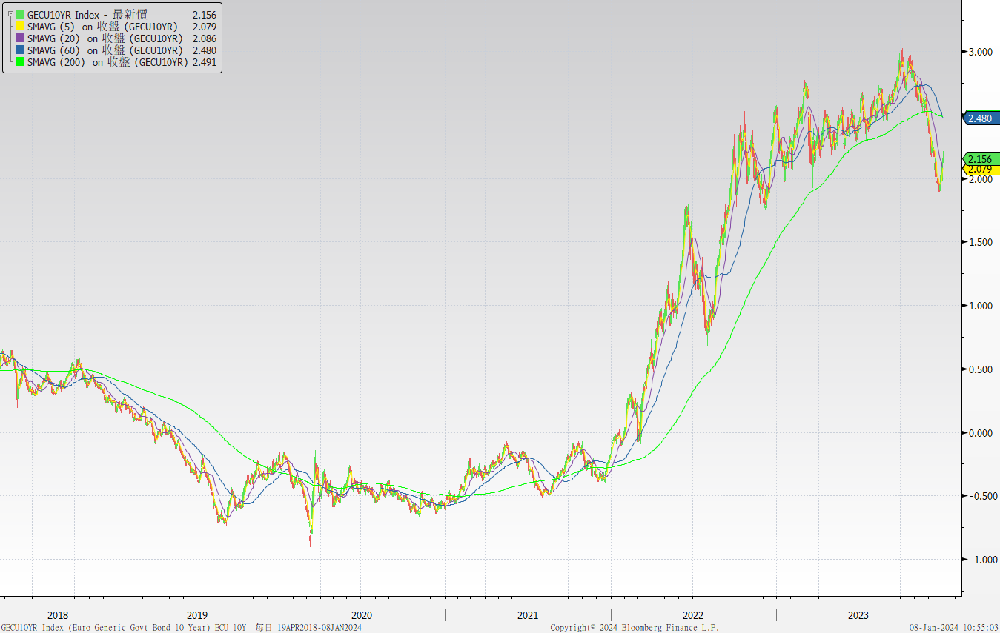 GECU10YR Index - 最新價 2.156
SMAVG (5) on 收盤 (GECU10YR) 2.079
SMAVG (20) on 收盤 (GECU10YR) 2.086
SMAVG (60) on 收盤 (GECU10YR) 2.480
SMAVG (200) on 收盤 (GECU10YR) 2.491
3.000
2.480
2.156
2.079
2.000
1.500
1.000
0.500
0.000
-0.500
-1.000
2018 2019 2020 2021 2022 2023
GECU10YR Index (Euro Generic Govt Bond 10 Year) ECU 10Y 每日 19APR2018-08JAN2024 Copyright© 2024 Bloomberg Finance L.P. 08-Jan-2024 10:55:03